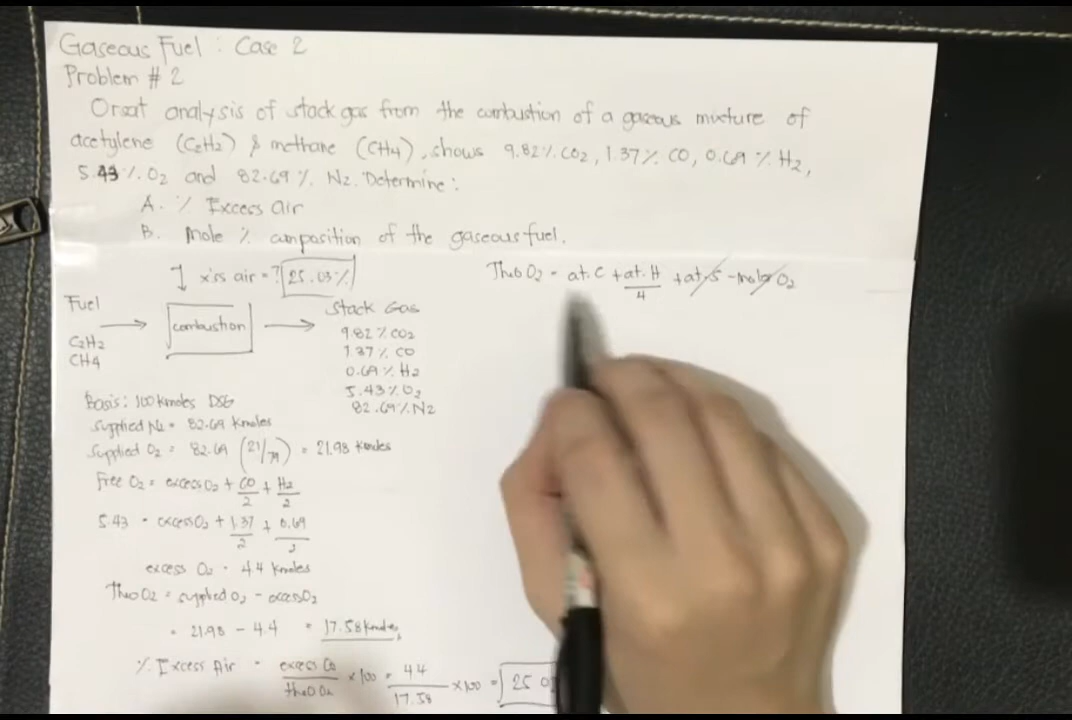 Gaseous Fuel : Case 2
Problem # 2
Orsat analysis of stack gas from the combustion of a gaseous mixture of
acetylene (C2H2) & methane (CH4), shows 9.82% CO2, 1.37% CO, 0.69 % H2,
5.43% O2 and 82.69% N2. Determine:
A. % Excess air
B. Mole % composition of the gaseous fuel.
x'ss air = ? 25.03%
Fuel
C2H2
CH4
combustion
Stack Gas
9.82% CO2
1.37% CO
0.69% H2
5.43% O2
82.69% N2
Basis: 100 Kmoles DSG
Supplied N2 = 82.69 Kmoles
Supplied O2 = 82.69 (21/79) = 21.98 Kmoles
Free O2 = excess O2 + CO/2 + H2/2
5.43 = excess O2 + 1.37/2 + 0.69/2
excess O2 = 4.4 Kmoles
Theo O2 = supplied O2 - excess O2
= 21.98 - 4.4 = 17.58 Kmoles
% Excess Air = excess O2/theo O2 x 100 = 4.4/17.58 x 100 = 25.0
Theo O2 = at. C + at. H/4 + at. S - mole O2